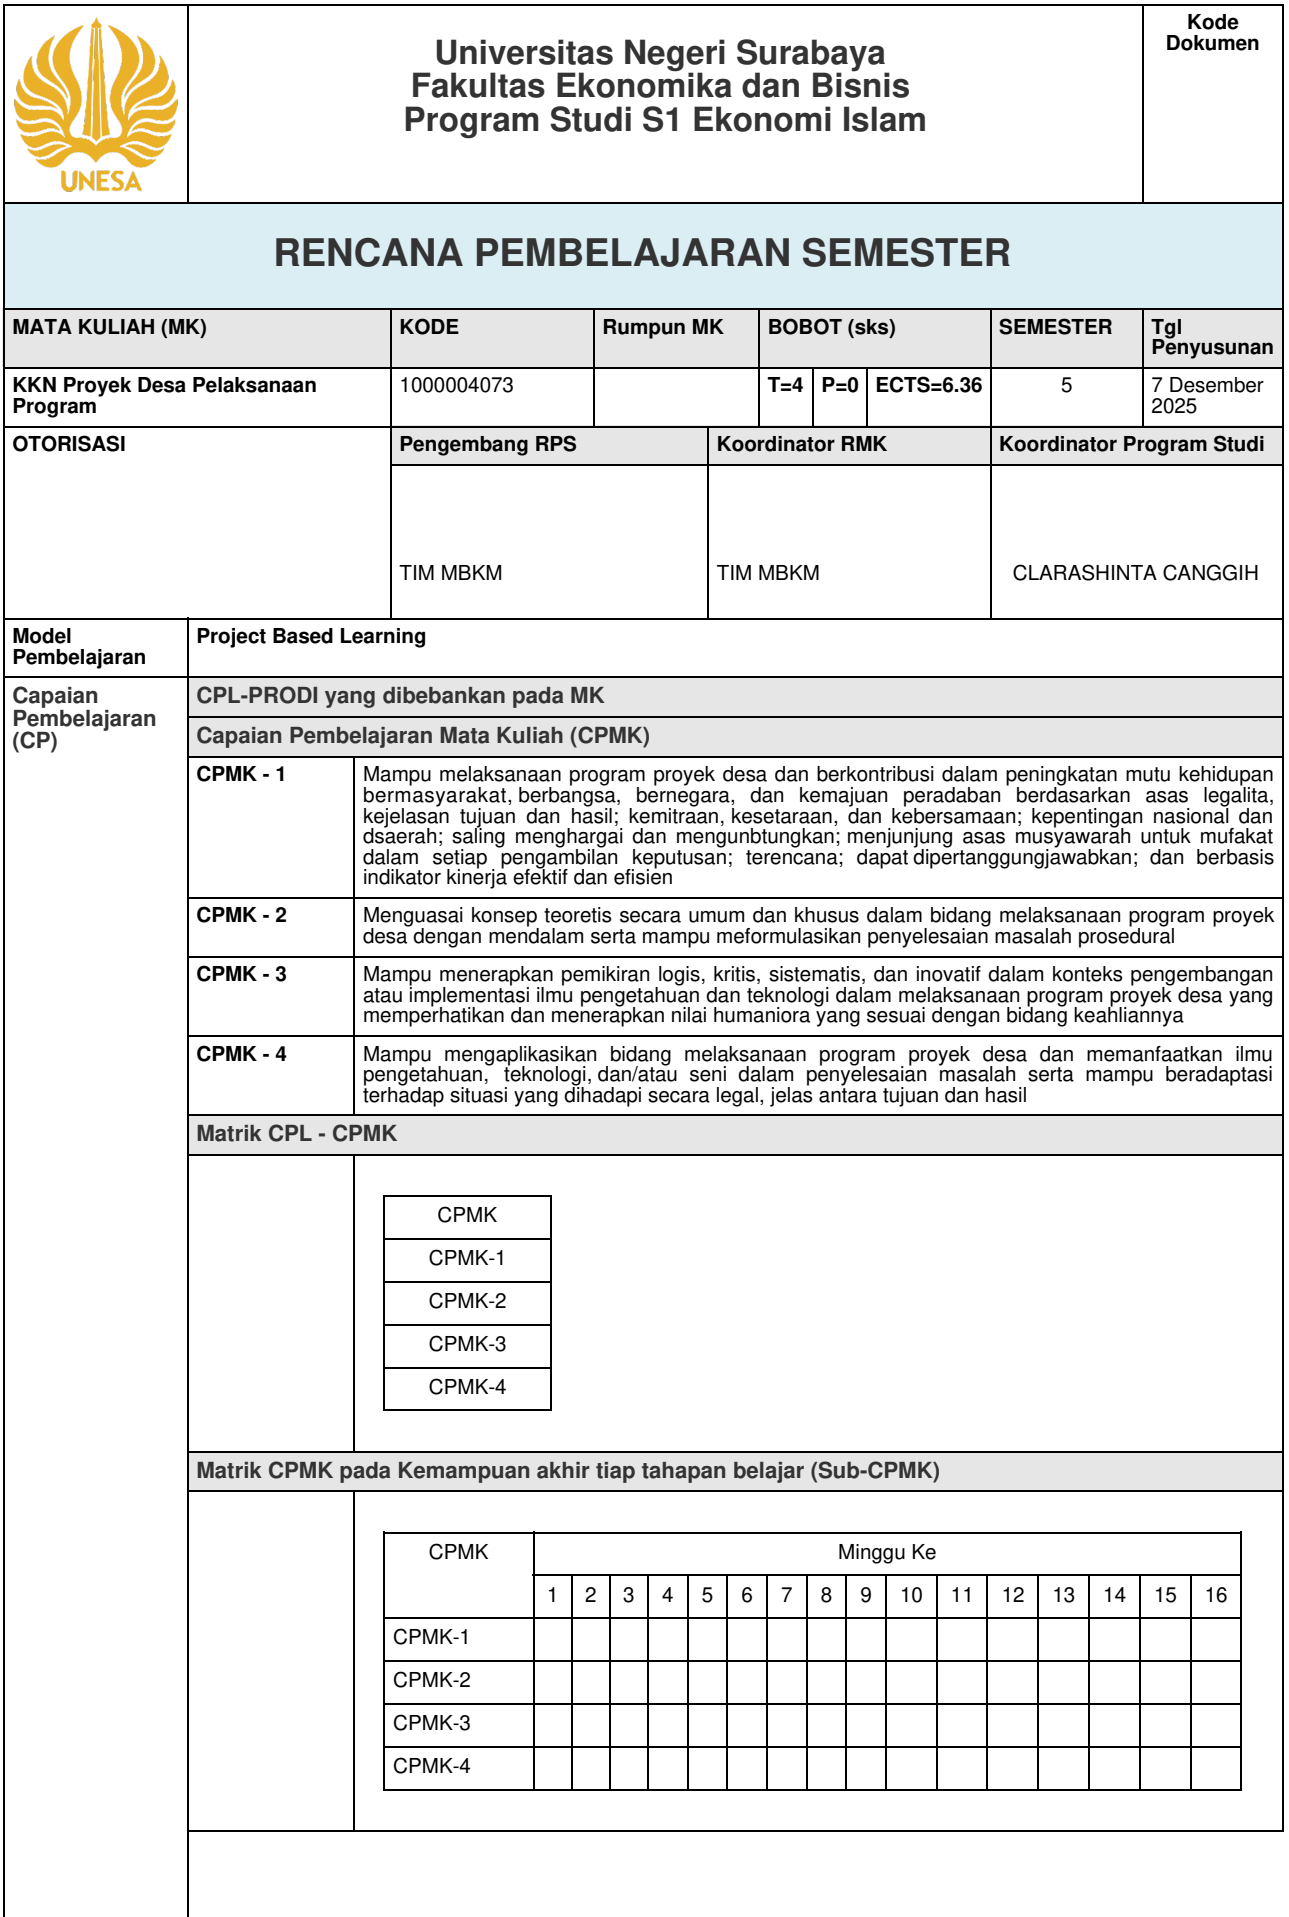 UNESA
Universitas Negeri Surabaya
Fakultas Ekonomika dan Bisnis
Program Studi S1 Ekonomi Islam
Kode
Dokumen
RENCANA PEMBELAJARAN SEMESTER
MATA KULIAH (MK) KODE Rumpun MK BOBOT (sks) SEMESTER Tgl
Penyusunan
KKN Proyek Desa Pelaksanaan
Program
1000004073 T=4 P=0 ECTS=6.36 5 7 Desember
2025
OTORISASI Pengembang RPS Koordinator RMK Koordinator Program Studi
TIM MBKM TIM MBKM CLARASHINTA CANGGIH
Model
Pembelajaran
Project Based Learning
Capaian
Pembelajaran
(CP)
CPL-PRODI yang dibebankan pada MK
Capaian Pembelajaran Mata Kuliah (CPMK)
CPMK - 1 Mampu melaksanaan program proyek desa dan berkontribusi dalam peningkatan mutu kehidupan
bermasyarakat, berbangsa, bernegara, dan kemajuan peradaban berdasarkan asas legalita,
kejelasan tujuan dan hasil; kemitraan, kesetaraan, dan kebersamaan; kepentingan nasional dan
dsaerah; saling menghargai dan mengunbtungkan; menjunjung asas musyawarah untuk mufakat
dalam setiap pengambilan keputusan; terencana; dapat dipertanggungjawabkan; dan berbasis
indikator kinerja efektif dan efisien
CPMK - 2 Menguasai konsep teoretis secara umum dan khusus dalam bidang melaksanaan program proyek
desa dengan mendalam serta mampu meformulasikan penyelesaian masalah prosedural
CPMK - 3 Mampu menerapkan pemikiran logis, kritis, sistematis, dan inovatif dalam konteks pengembangan
atau implementasi ilmu pengetahuan dan teknologi dalam melaksanaan program proyek desa yang
memperhatikan dan menerapkan nilai humaniora yang sesuai dengan bidang keahliannya
CPMK - 4 Mampu mengaplikasikan bidang melaksanaan program proyek desa dan memanfaatkan ilmu
pengetahuan, teknologi, dan/atau seni dalam penyelesaian masalah serta mampu beradaptasi
terhadap situasi yang dihadapi secara legal, jelas antara tujuan dan hasil
Matrik CPL - CPMK
CPMK
CPMK-1
CPMK-2
CPMK-3
CPMK-4
Matrik CPMK pada Kemampuan akhir tiap tahapan belajar (Sub-CPMK)
CPMK Minggu Ke
1 2 3 4 5 6 7 8 9 10 11 12 13 14 15 16
CPMK-1
CPMK-2
CPMK-3
CPMK-4